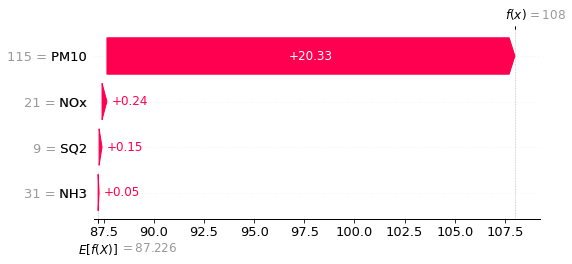 f(x) = 108
115 = PM10 +20.33
21 = NOx +0.24
9 = SQ2 +0.15
31 = NH3 +0.05
87.5 90.0 92.5 95.0 97.5 100.0 102.5 105.0 107.5
E[f(X)] = 87.226